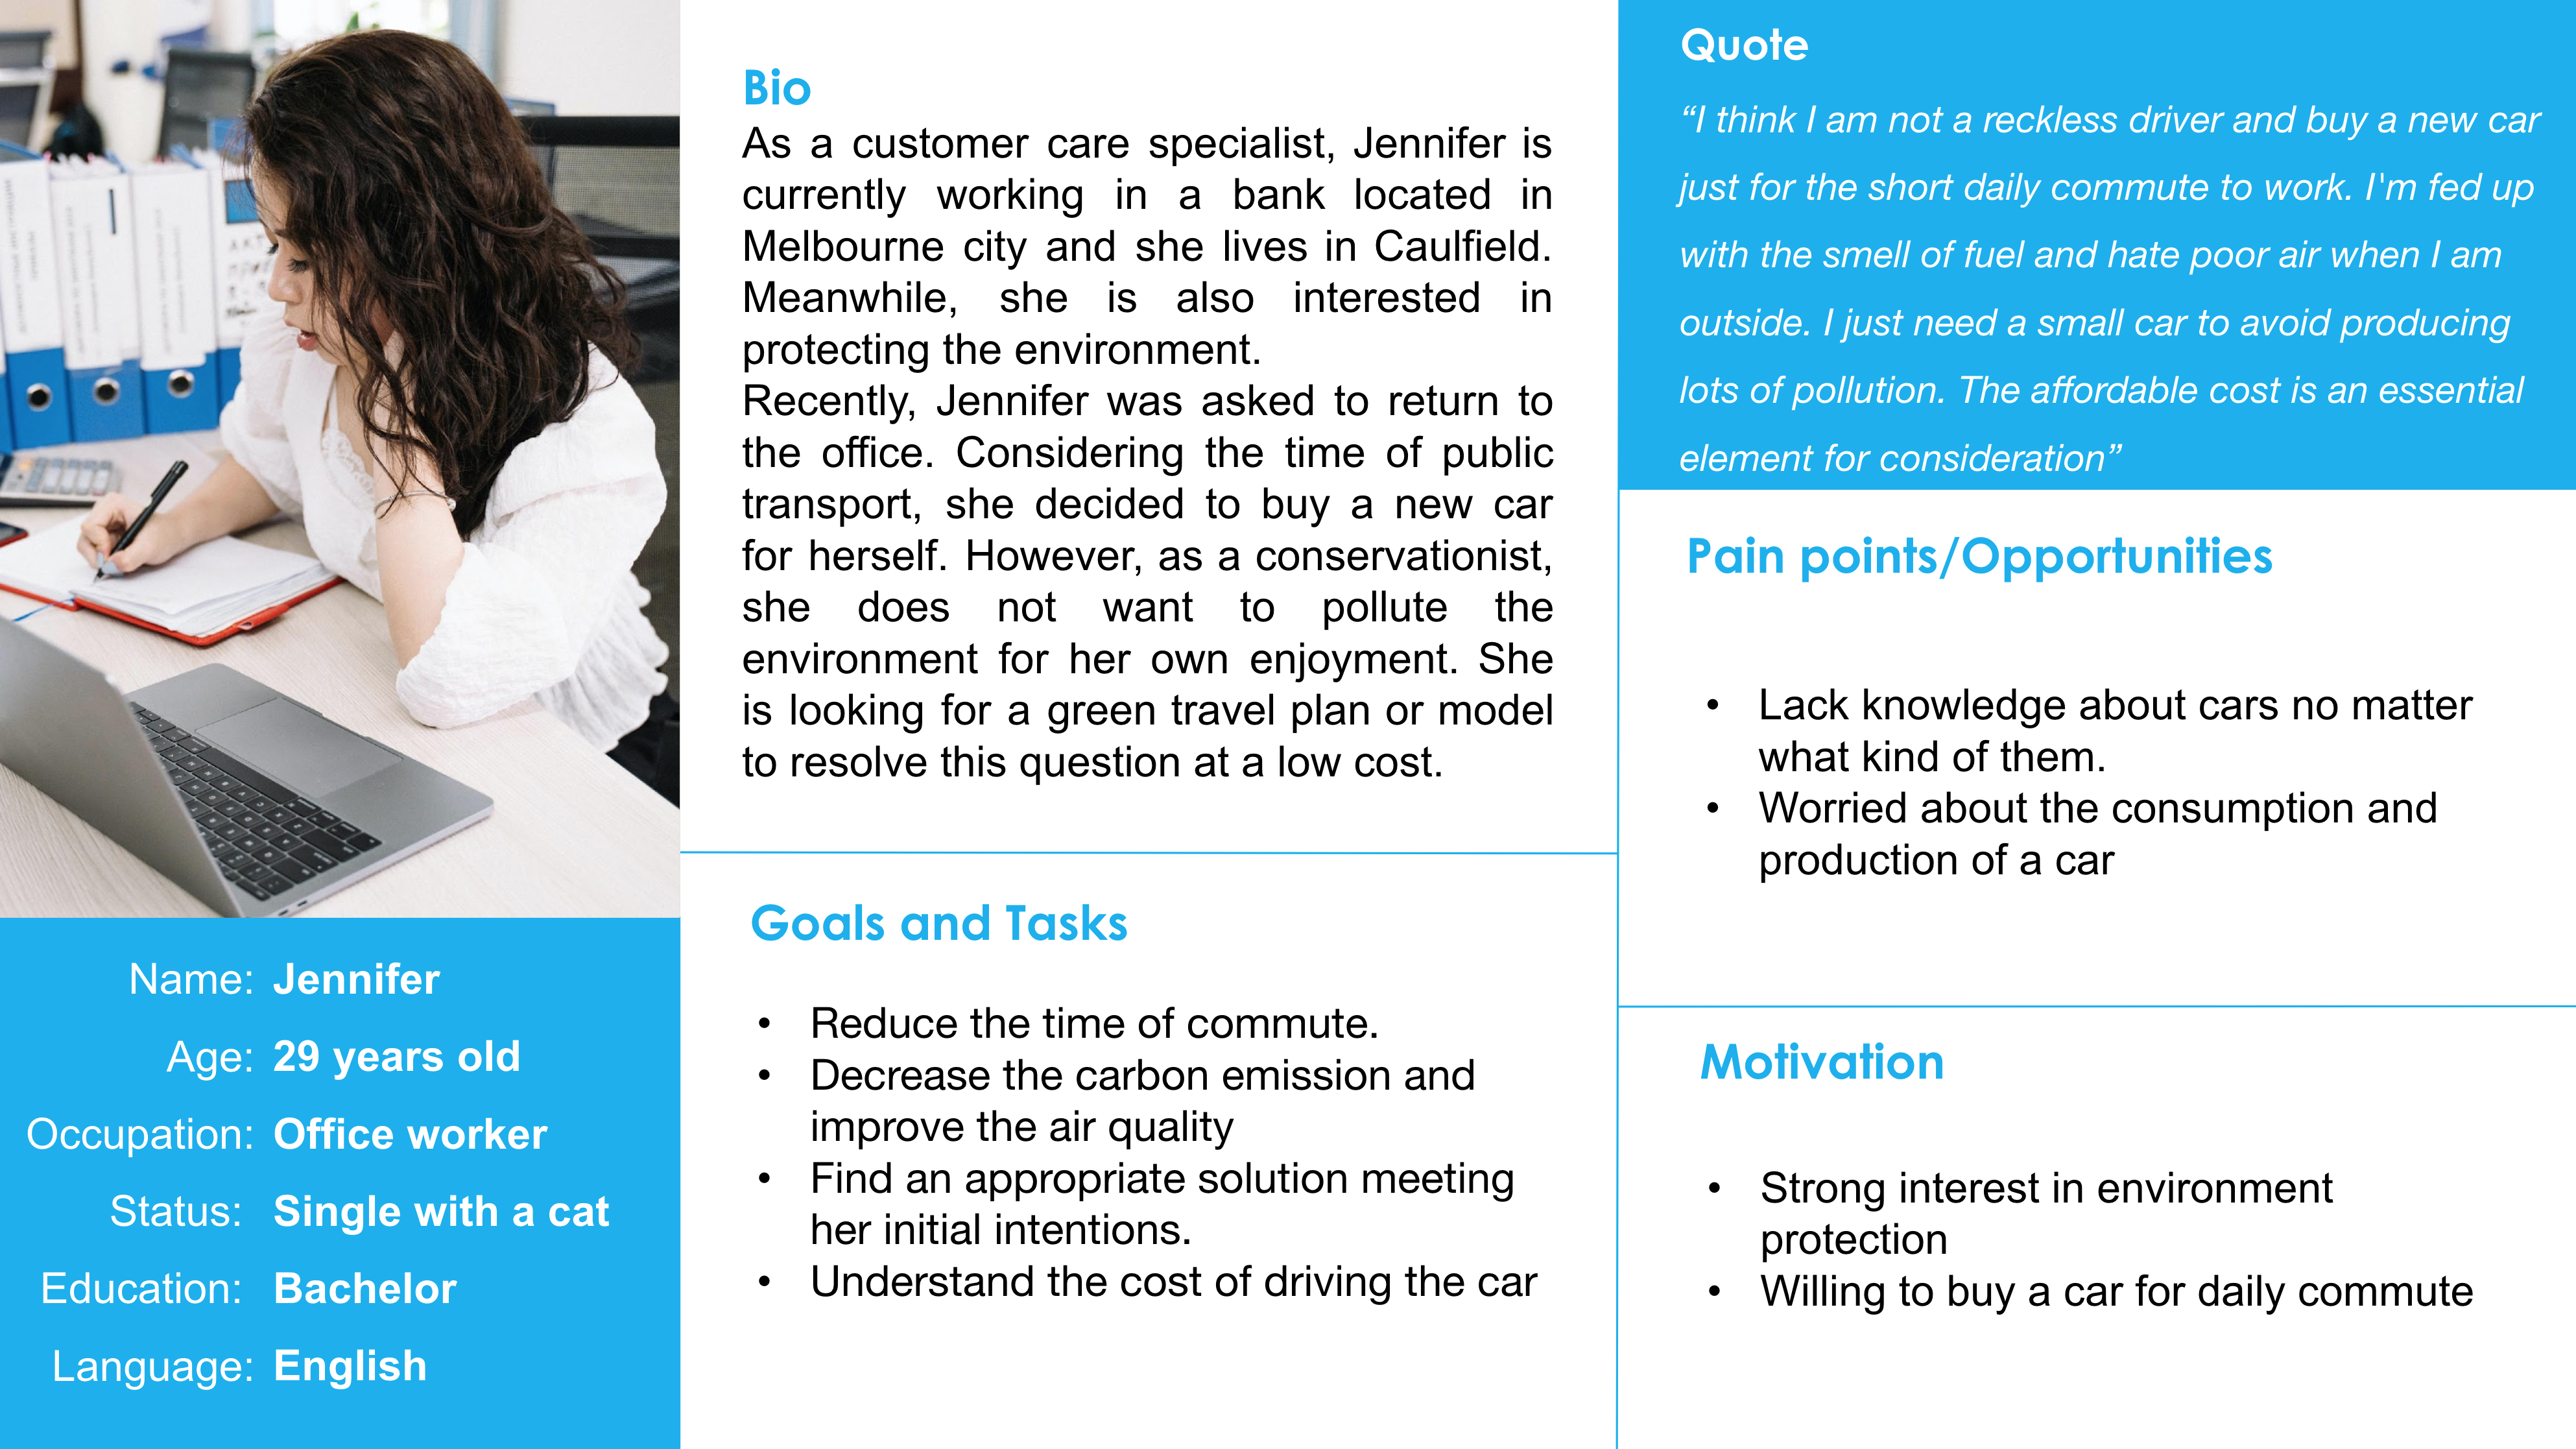 Name: Jennifer
Age: 29 years old
Occupation: Office worker
Status: Single with a cat
Education: Bachelor
Language: English
Bio
As a customer care specialist, Jennifer is
currently working in a bank located in
Melbourne city and she lives in Caulfield.
Meanwhile, she is also interested in
protecting the environment.
Recently, Jennifer was asked to return to
the office. Considering the time of public
transport, she decided to buy a new car
for herself. However, as a conservationist,
she does not want to pollute the
environment for her own enjoyment. She
is looking for a green travel plan or model
to resolve this question at a low cost.
Goals and Tasks
• Reduce the time of commute.
• Decrease the carbon emission and
improve the air quality
• Find an appropriate solution meeting
her initial intentions.
• Understand the cost of driving the car
Quote
“I think I am not a reckless driver and buy a new car
just for the short daily commute to work. I'm fed up
with the smell of fuel and hate poor air when I am
outside. I just need a small car to avoid producing
lots of pollution. The affordable cost is an essential
element for consideration”
Pain points/Opportunities
• Lack knowledge about cars no matter
what kind of them.
• Worried about the consumption and
production of a car
Motivation
• Strong interest in environment
protection
• Willing to buy a car for daily commute